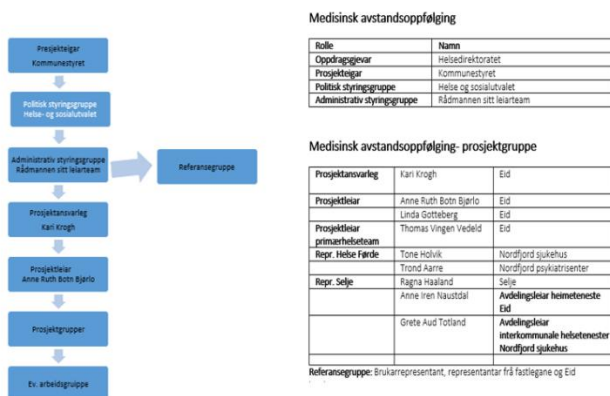 Prosjekteigar
Kommunestyret
Politisk styringsgruppe
Helse- og sosialutvalet
Administrativ styringsgruppe
Rådmannen sitt leiarteam
Referansegruppe
Prosjektansvarleg
Kari Krogh
Prosjektleiar
Anne Ruth Botn Bjørlo
Prosjektgrupper
Ev. arbeidsgruippe
Medisinsk avstandsoppfølging
Rolle Namn
Oppdragsgjevar Helsedirektoratet
Prosjekteigar Kommunestyret
Politisk styringsgruppe Helse og sosialutvalet
Administrativ styringsgruppe Rådmannen sitt leiarteam
Medisinsk avstandsoppfølging- prosjektgruppe
Prosjektansvarleg Kari Krogh Eid
Prosjektleiar Anne Ruth Botn Bjørlo Eid
Linda Gotteberg Eid
Prosjektleiar Thomas Vingen Vedeld Eid
primærhelseteam
Repr. Helse Førde Tone Holvik Nordfjord sjukehus
Trond Aarre Nordfjord psykiatrisenter
Repr. Selje Ragna Haaland Selje
Anne Iren Naustdal Avdelingsleiar heimeteneste
Eid
Grete Aud Totland Avdelingsleiar
interkommunale helsetenester
Nordfjord sjukehus
Referansegruppe: Brukarrepresentant, representantar frå fastlegane og Eid